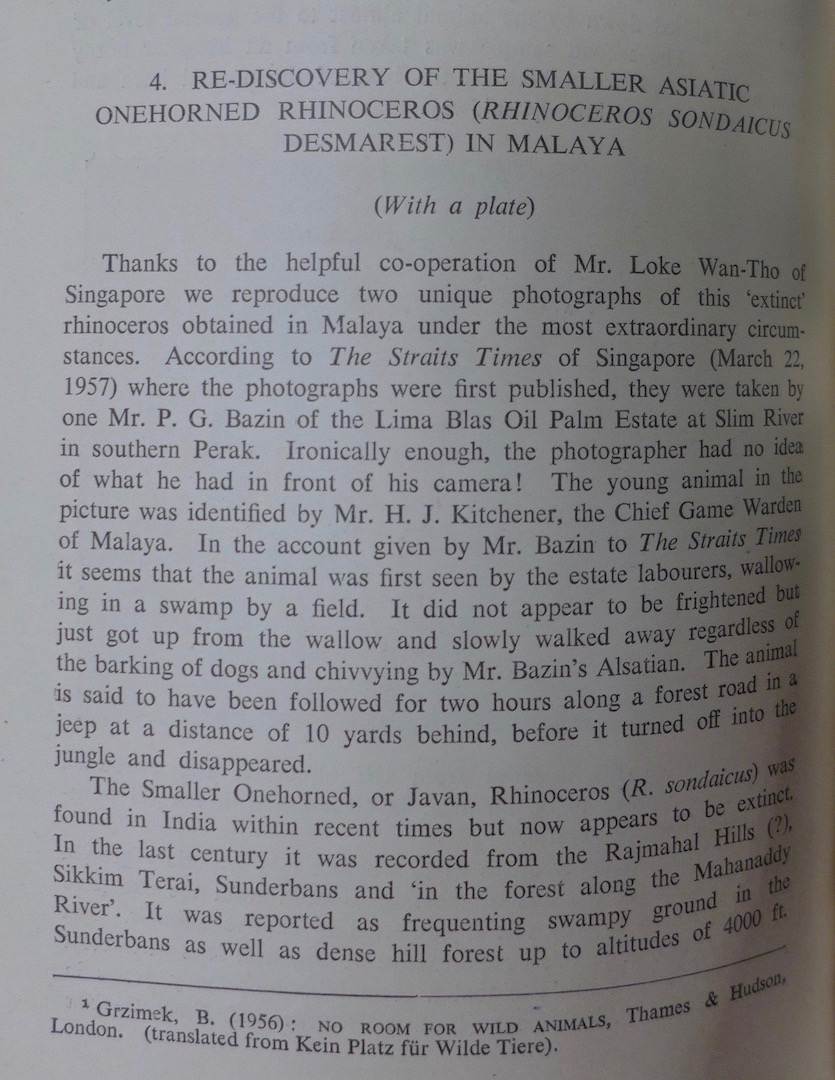 4. RE-DISCOVERY OF THE SMALLER ASIATIC
ONEHORNED RHINOCEROS (RHINOCEROS SONDAICUS
DESMAREST) IN MALAYA
(With a plate)
Thanks to the helpful co-operation of Mr. Loke Wan-Tho of
Singapore we reproduce two unique photographs of this ‘extinct’
rhinoceros obtained in Malaya under the most extraordinary circum-
stances. According to The Straits Times of Singapore (March 22,
1957) where the photographs were first published, they were taken by
one Mr. P. G. Bazin of the Lima Blas Oil Palm Estate at Slim River
in southern Perak. Ironically enough, the photographer had no idea
of what he had in front of his camera! The young animal in the
picture was identified by Mr. H. J. Kitchener, the Chief Game Warden
of Malaya. In the account given by Mr. Bazin to The Straits Times
it seems that the animal was first seen by the estate labourers, wallow-
ing in a swamp by a field. It did not appear to be frightened but
just got up from the wallow and slowly walked away regardless of
the barking of dogs and chivvying by Mr. Bazin’s Alsatian. The animal
is said to have been followed for two hours along a forest road in a
jeep at a distance of 10 yards behind, before it turned off into the
jungle and disappeared.
The Smaller Onehorned, or Javan, Rhinoceros (R. sondaicus) was
found in India within recent times but now appears to be extinct.
In the last century it was recorded from the Rajmahal Hills (?),
Sikkim Terai, Sunderbans and ‘in the forest along the Mahanaddy
River’. It was reported as frequenting swampy ground in the
Sunderbans as well as dense hill forest up to altitudes of 4000 ft.
1 Grzimek, B. (1956): NO ROOM FOR WILD ANIMALS, Thames & Hudson,
London. (translated from Kein Platz für Wilde Tiere).